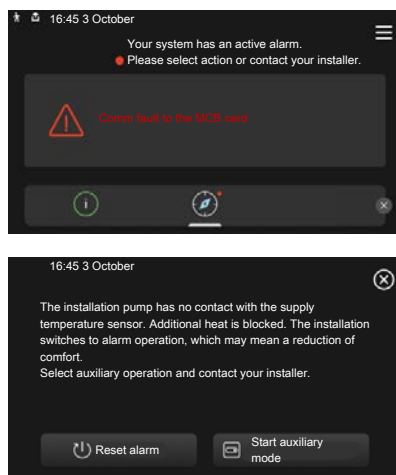 16:45 3 October
Your system has an active alarm.
Please select action or contact your installer.
Comm fault to the MCB card
16:45 3 October
The installation pump has no contact with the supply
temperature sensor. Additional heat is blocked. The installation
switches to alarm operation, which may mean a reduction of
comfort.
Select auxiliary operation and contact your installer.
Reset alarm
Start auxiliary
mode